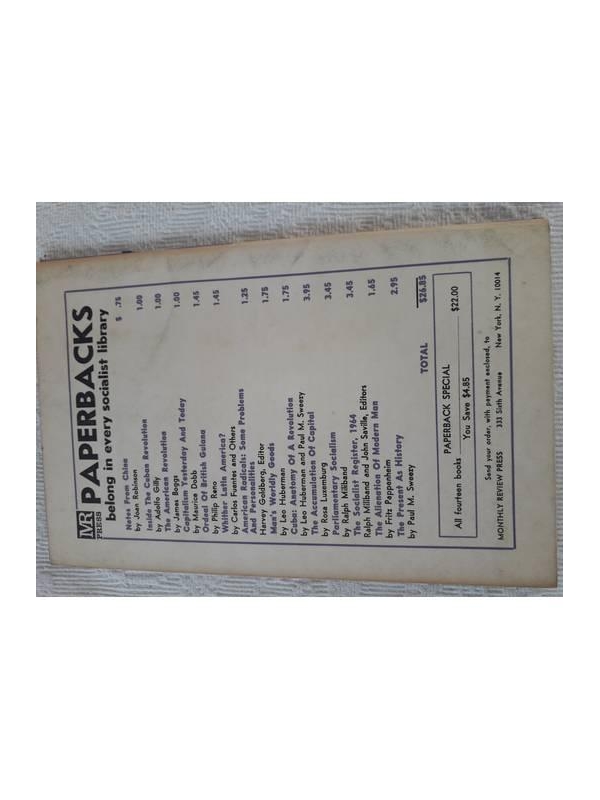 MR PRESS PAPERBACKS
belong in every socialist library
Notes From China $ .75
by Joan Robinson
Inside The Cuban Revolution 1.00
by Adolfo Gilly
The American Revolution 1.00
by James Boggs
Capitalism Yesterday And Today 1.00
by Maurice Dobb
Ordeal Of British Guiana 1.45
by Philip Reno
Whither Latin America? 1.45
by Carlos Fuentes and Others
American Radicals: Some Problems
And Personalities 1.25
Harvey Goldberg, Editor
Man's Worldly Goods 1.75
by Leo Huberman
Cuba: Anatomy Of A Revolution 1.75
by Leo Huberman and Paul M. Sweezy
The Accumulation Of Capital 3.95
by Rosa Luxemburg
Parliamentary Socialism 3.45
by Ralph Miliband
The Socialist Register, 1964 3.45
Ralph Miliband and John Saville, Editors
The Alienation Of Modern Man 1.65
by Fritz Pappenheim
The Present As History 2.95
by Paul M. Sweezy
TOTAL $26.85
PAPERBACK SPECIAL
All fourteen books $22.00
You Save $4.85
Send your order, with payment enclosed, to
MONTHLY REVIEW PRESS 333 Sixth Avenue New York, N. Y. 10014